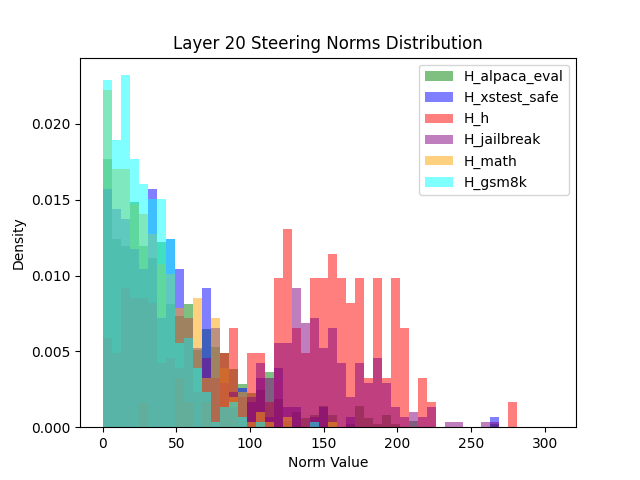 Layer 20 Steering Norms Distribution
H_alpaca_eval
H_xstest_safe
H_h
H_jailbreak
H_math
H_gsm8k
Density
0.020
0.015
0.010
0.005
0.000
0
50
100
150
200
250
300
Norm Value